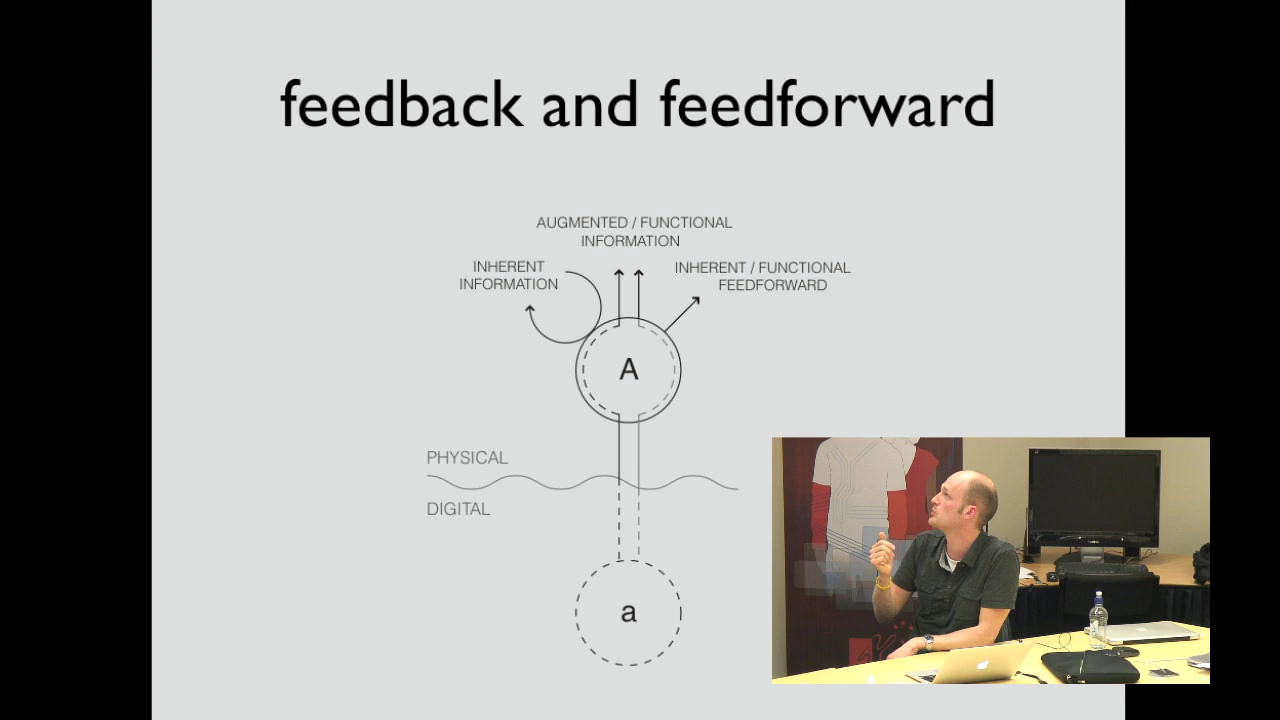 feedback and feedforward
AUGMENTED / FUNCTIONAL
INFORMATION
INHERENT
INFORMATION
INHERENT / FUNCTIONAL
FEEDFORWARD
A
PHYSICAL
DIGITAL
a